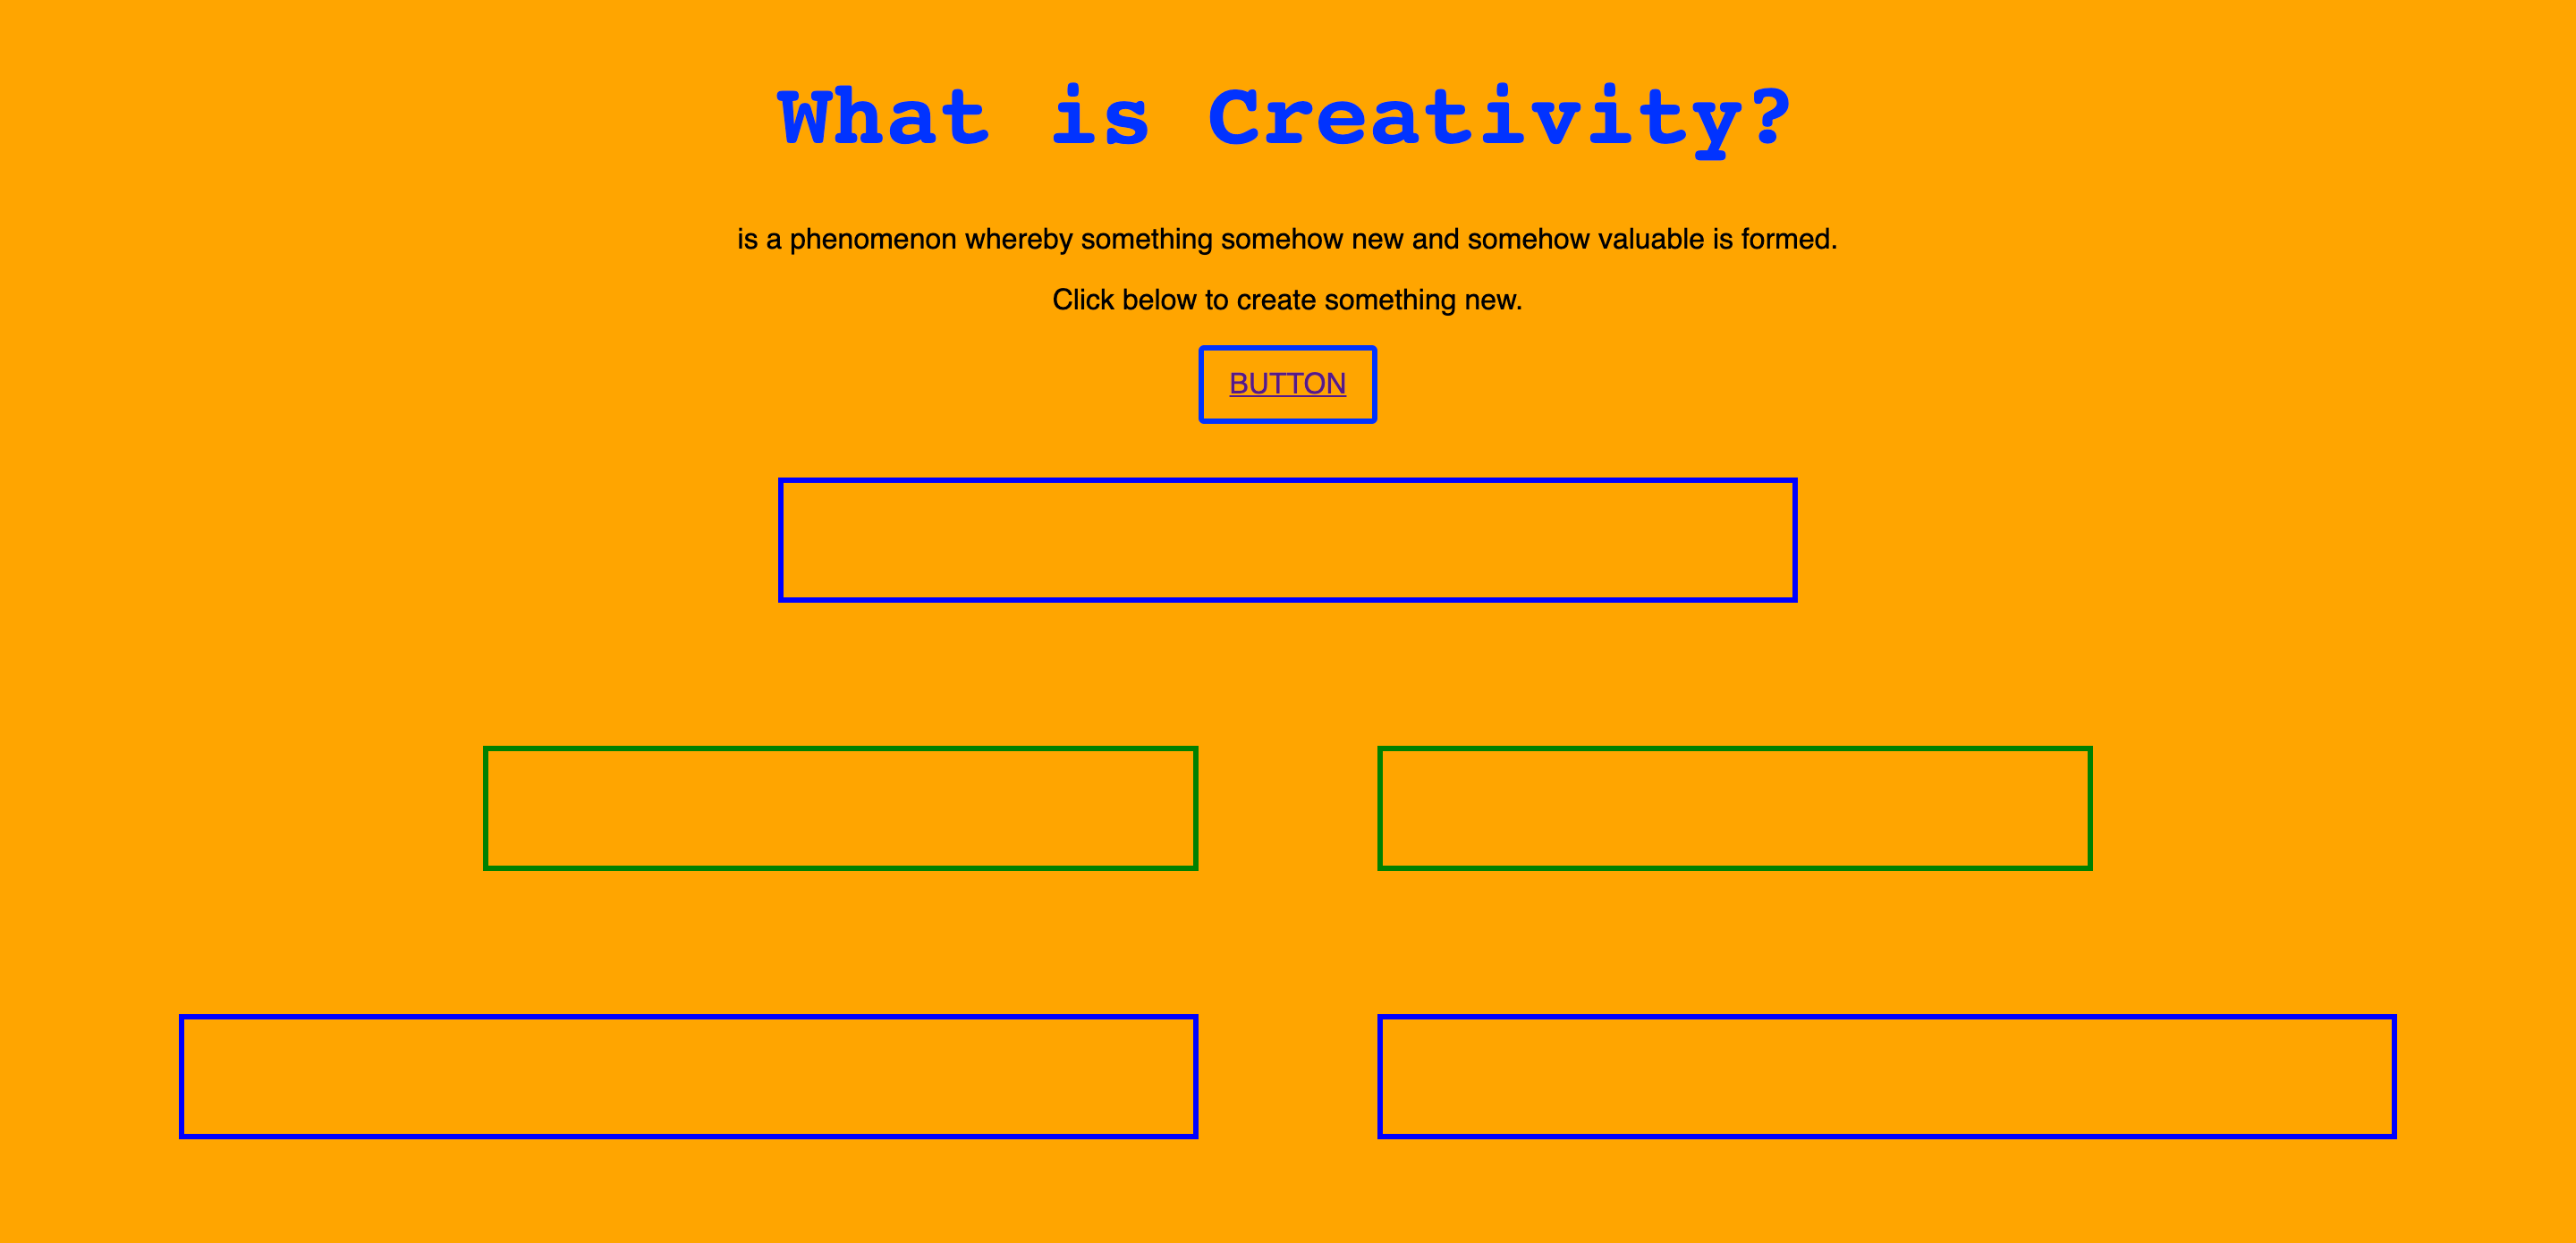 What is Creativity?
is a phenomenon whereby something somehow new and somehow valuable is formed.
Click below to create something new.
BUTTON